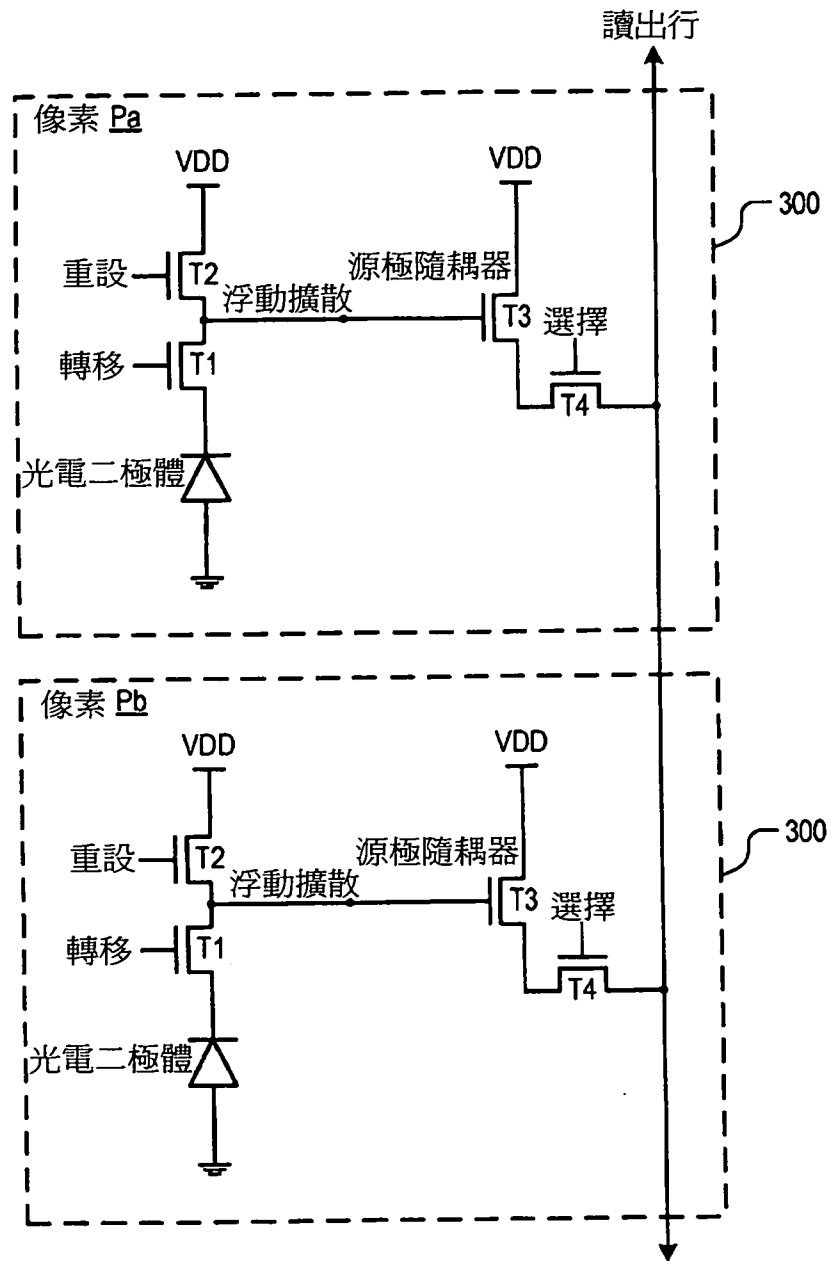 讀出行
像素 Pa
VDD
VDD
300
重設
T2
源極隨耦器
浮動擴散
T3
選擇
轉移
T1
T4
光電二極體
像素 Pb
VDD
VDD
300
重設
T2
源極隨耦器
浮動擴散
T3
選擇
轉移
T1
T4
光電二極體